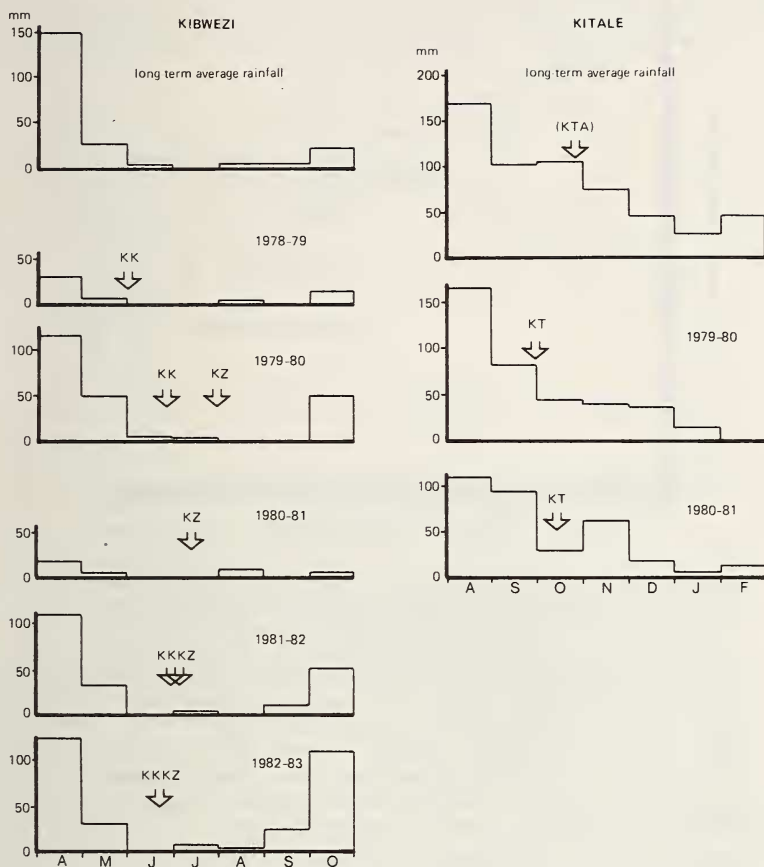 KIBWEZI
mm
150
100
50
0
long term average rainfall
1978-79
50
0
KK
1979-80
100
50
0
KK KZ
1980-81
50
0
KZ
1981-82
100
50
0
KKKZ
1982-83
100
50
0
KKKZ
A M J J A S O
KITALE
mm
200
150
100
50
0
long-term average rainfall
(KTA)
1979-80
150
100
50
0
KT
1980-81
100
50
0
KT
A S O N D J F